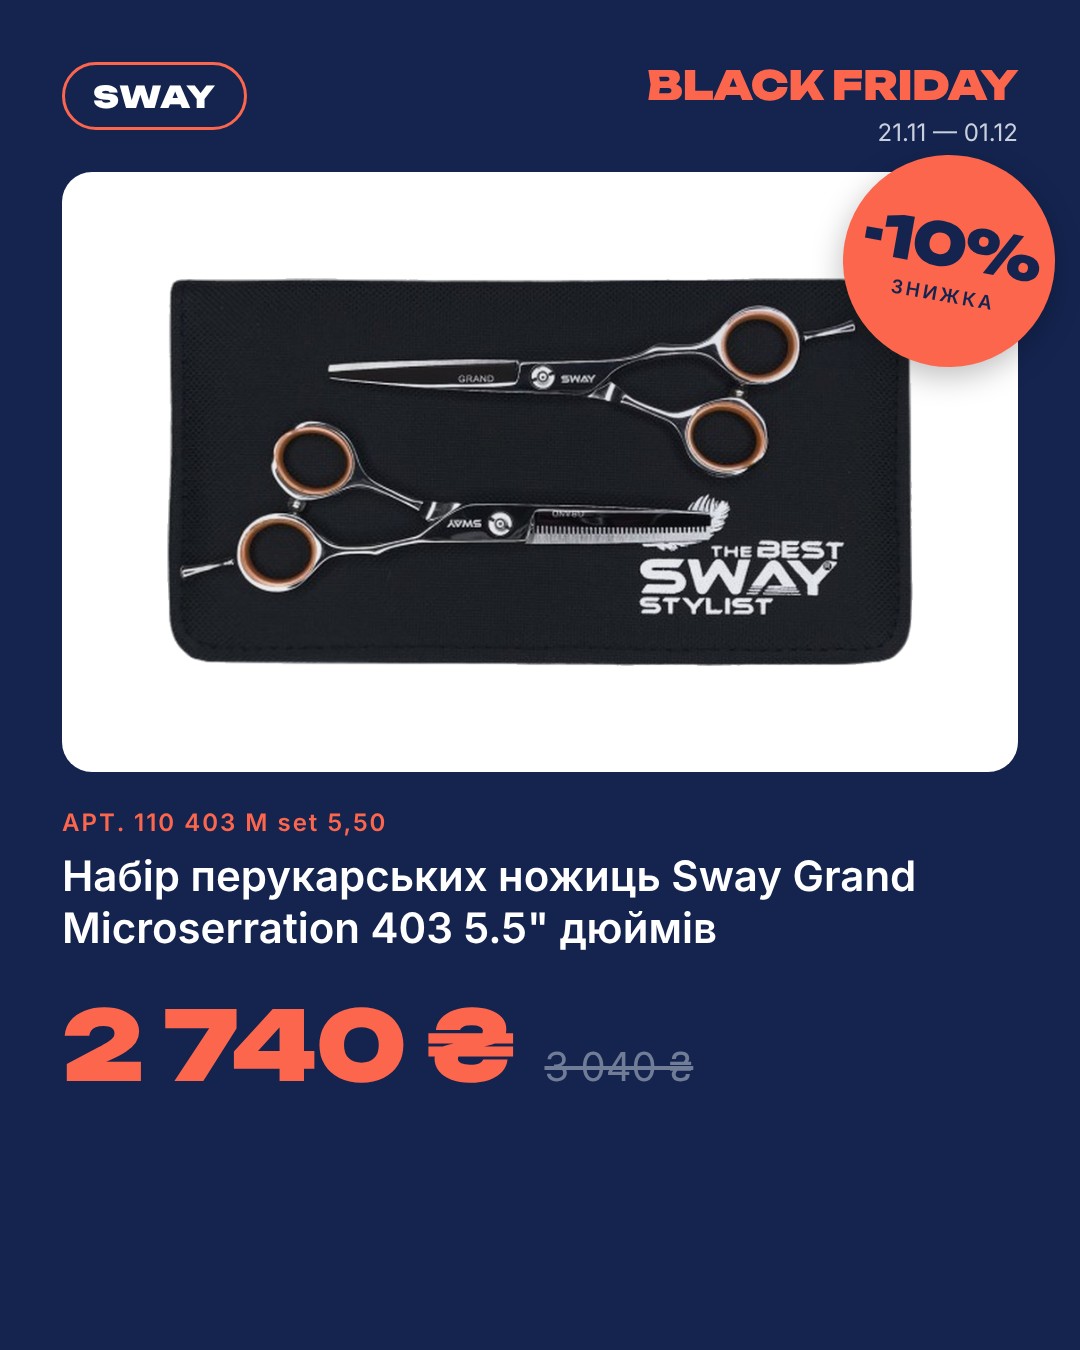 SWAY
BLACK FRIDAY
21.11 — 01.12
-10%
ЗНИЖКА
GRAND
SWAY
SWAY
GRAND
THE BEST
SWAY®
STYLIST
АРТ. 110 403 M set 5,50
Набір перукарських ножиць Sway Grand
Microserration 403 5.5" дюймів
2 740 ₴ 3 040 ₴